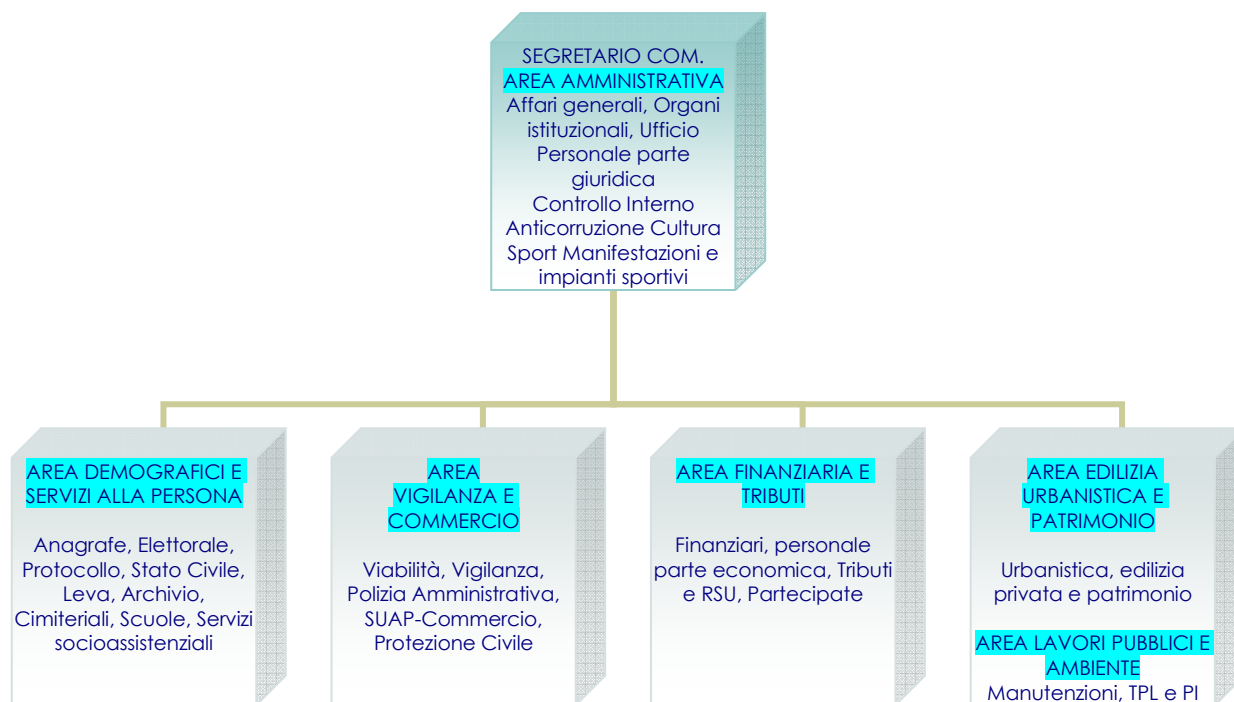 SEGRETARIO COM.
AREA AMMINISTRATIVA
Affari generali, Organi
istituzionali, Ufficio
Personale parte
giuridica
Controllo Interno
Anticorruzione Cultura
Sport Manifestazioni e
impianti sportivi
AREA DEMOGRAFICI E
SERVIZI ALLA PERSONA
Anagrafe, Elettorale,
Protocollo, Stato Civile,
Leva, Archivio,
Cimiteriali, Scuole, Servizi
socioassistenziali
AREA
VIGILANZA E
COMMERCIO
Viabilità, Vigilanza,
Polizia Amministrativa,
SUAP-Commercio,
Protezione Civile
AREA FINANZIARIA E
TRIBUTI
Finanziari, personale
parte economica, Tributi
e RSU, Partecipate
AREA EDILIZIA
URBANISTICA E
PATRIMONIO
Urbanistica, edilizia
privata e patrimonio
AREA LAVORI PUBBLICI E
AMBIENTE
Manutenzioni, TPL e PI